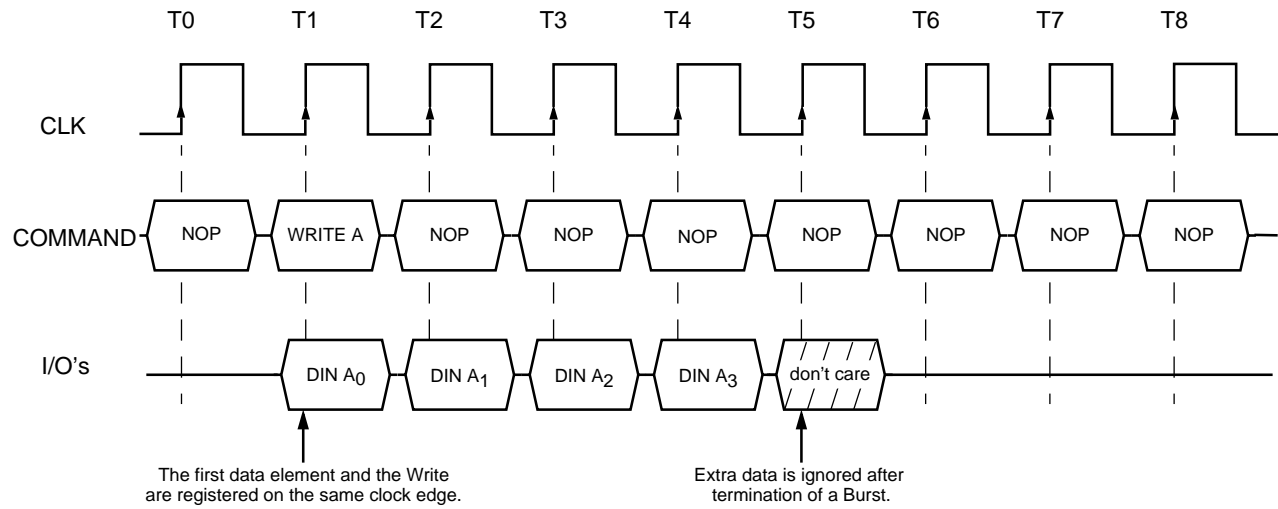 T0 T1 T2 T3 T4 T5 T6 T7 T8
CLK
COMMAND NOP WRITE A NOP NOP NOP NOP NOP NOP NOP
I/O's DIN A0 DIN A1 DIN A2 DIN A3 don't care
The first data element and the Write
are registered on the same clock edge.
Extra data is ignored after
termination of a Burst.